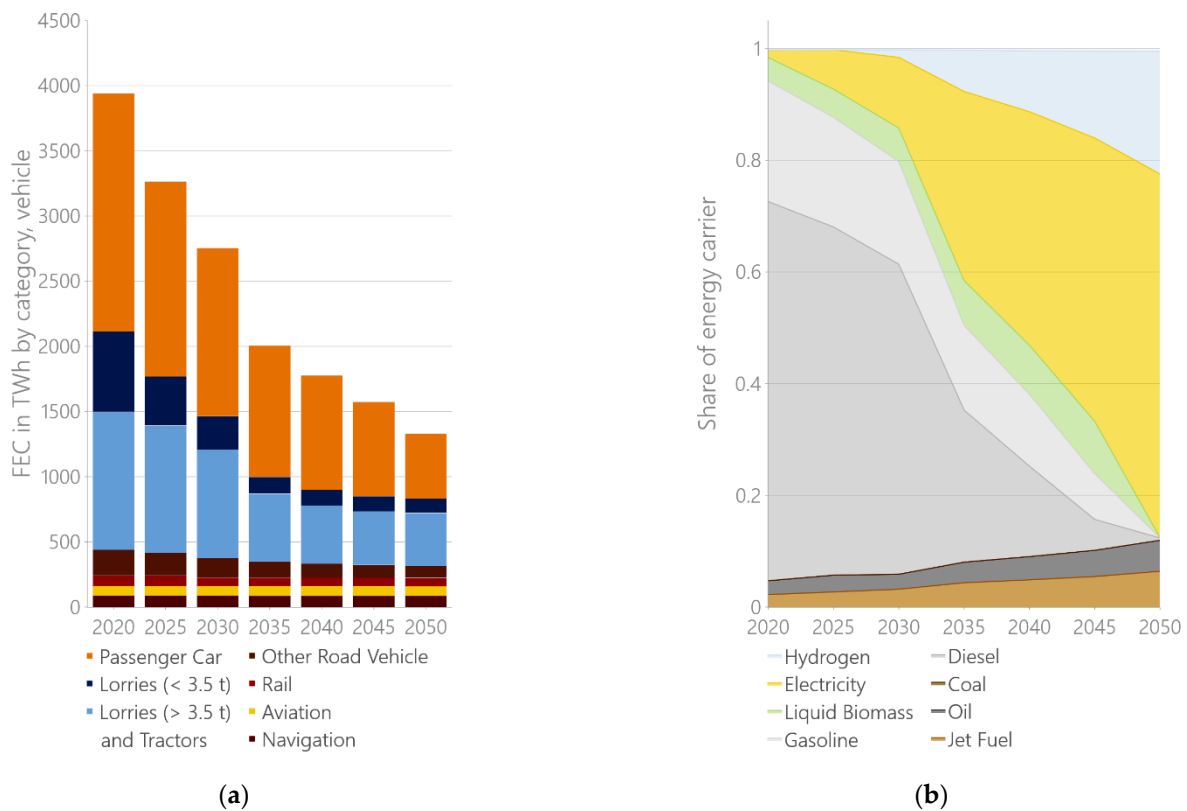 FEC in TWh by category, vehicle
4500
4000
3500
3000
2500
2000
1500
1000
500
0
2020 2025 2030 2035 2040 2045 2050
Passenger Car
Lorries (< 3.5 t)
Lorries (> 3.5 t)
and Tractors
Other Road Vehicle
Rail
Aviation
Navigation
(a)
Share of energy carrier
1
0.8
0.6
0.4
0.2
0
2020 2025 2030 2035 2040 2045 2050
Hydrogen
Electricity
Liquid Biomass
Gasoline
Diesel
Coal
Oil
Jet Fuel
(b)